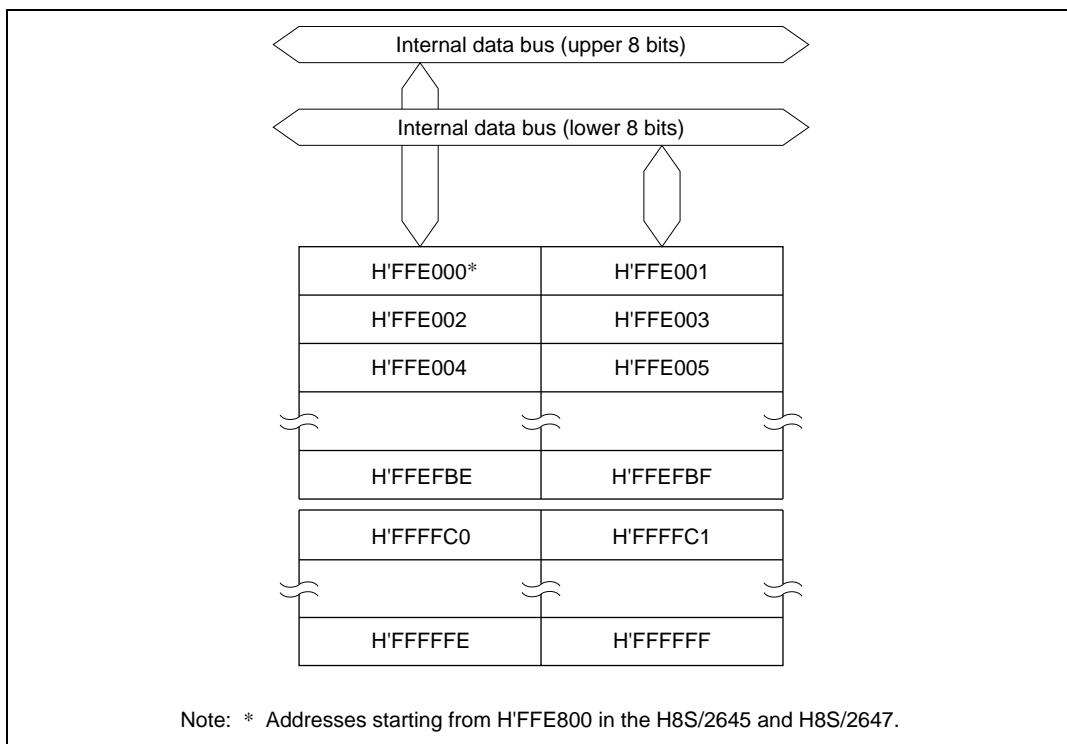 Internal data bus (upper 8 bits)
Internal data bus (lower 8 bits)
H'FFE000* H'FFE001
H'FFE002 H'FFE003
H'FFE004 H'FFE005
H'FFEFBE H'FFEFBF
H'FFFFC0 H'FFFFC1
H'FFFFFE H'FFFFFF
Note: * Addresses starting from H'FFE800 in the H8S/2645 and H8S/2647.